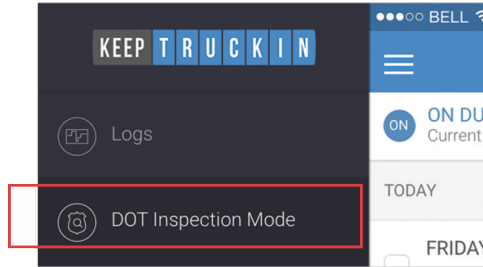 KEEP TRUCKIN
●●●○○ BELL
ON
ON DU
Current
Logs
TODAY
DOT Inspection Mode
FRIDAY